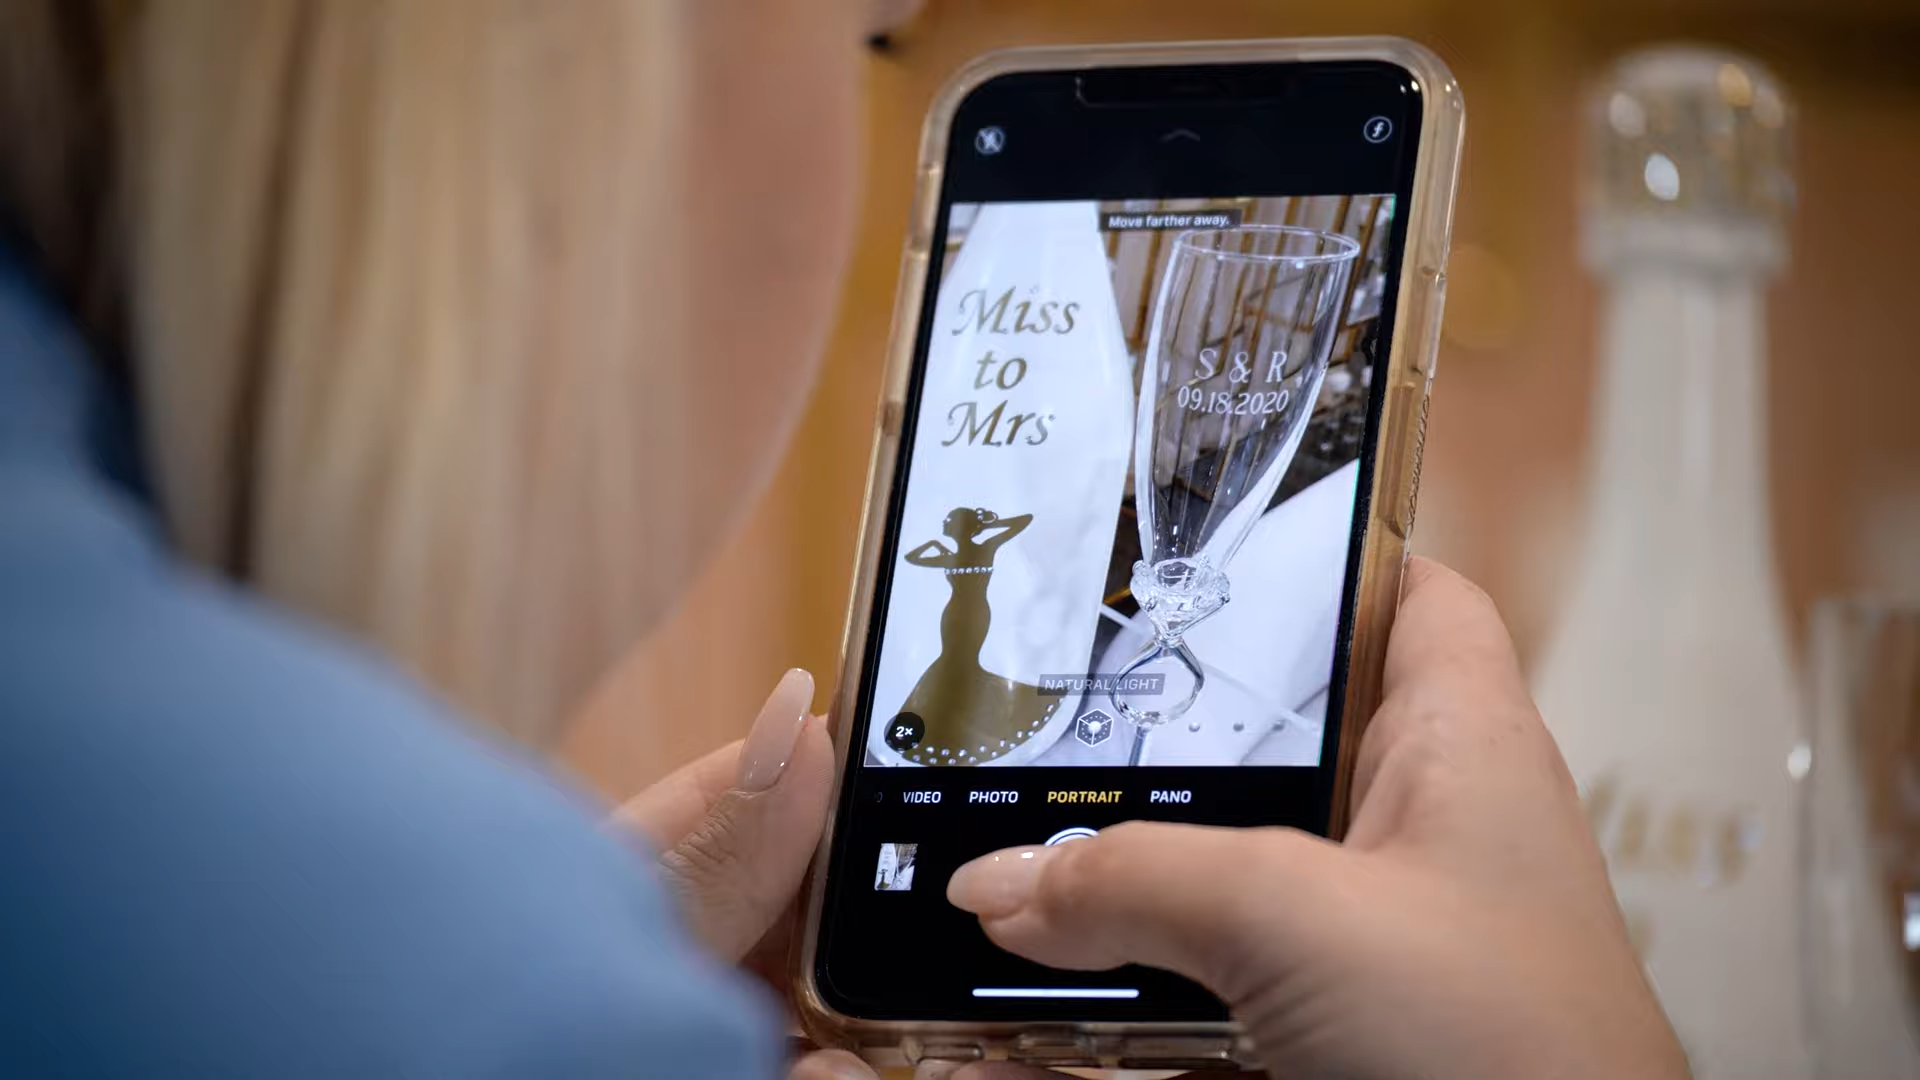 Move farther away.
Miss
to
Mrs
S & R
09.18.2020
NATURAL LIGHT
2×
VIDEO PHOTO PORTRAIT PANO